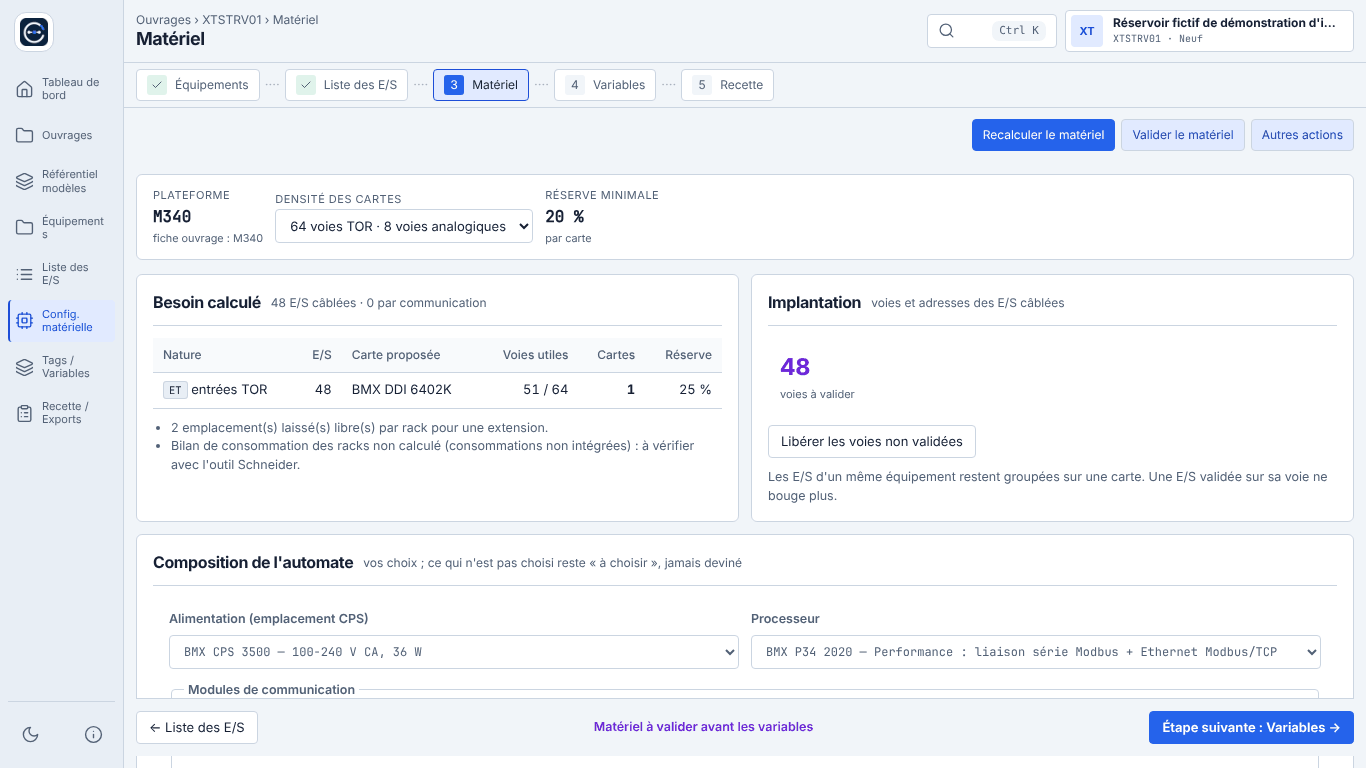 Ouvrages › XTSTRV01 › Matériel
Matériel
Ctrl K
XT
Réservoir fictif de démonstration d'i...
XTSTRV01 · Neuf
Tableau de
bord
Ouvrages
Référentiel
modèles
Équipement
s
Liste des
E/S
Config.
matérielle
Tags /
Variables
Recette /
Exports
Équipements
Liste des E/S
3 Matériel
4 Variables
5 Recette
Recalculer le matériel
Valider le matériel
Autres actions
PLATEFORME
M340
fiche ouvrage : M340
DENSITÉ DES CARTES
64 voies TOR · 8 voies analogiques
RÉSERVE MINIMALE
20 %
par carte
Besoin calculé 48 E/S câblées · 0 par communication
Nature E/S Carte proposée Voies utiles Cartes Réserve
ET entrées TOR 48 BMX DDI 6402K 51 / 64 1 25 %
• 2 emplacement(s) laissé(s) libre(s) par rack pour une extension.
• Bilan de consommation des racks non calculé (consommations non intégrées) : à vérifier
avec l'outil Schneider.
Implantation voies et adresses des E/S câblées
48
voies à valider
Libérer les voies non validées
Les E/S d'un même équipement restent groupées sur une carte. Une E/S validée sur sa voie ne
bouge plus.
Composition de l'automate vos choix ; ce qui n'est pas choisi reste « à choisir », jamais deviné
Alimentation (emplacement CPS)
BMX CPS 3500 — 100-240 V CA, 36 W
Processeur
BMX P34 2020 — Performance : liaison série Modbus + Ethernet Modbus/TCP
Modules de communication
← Liste des E/S
Matériel à valider avant les variables
Étape suivante : Variables →